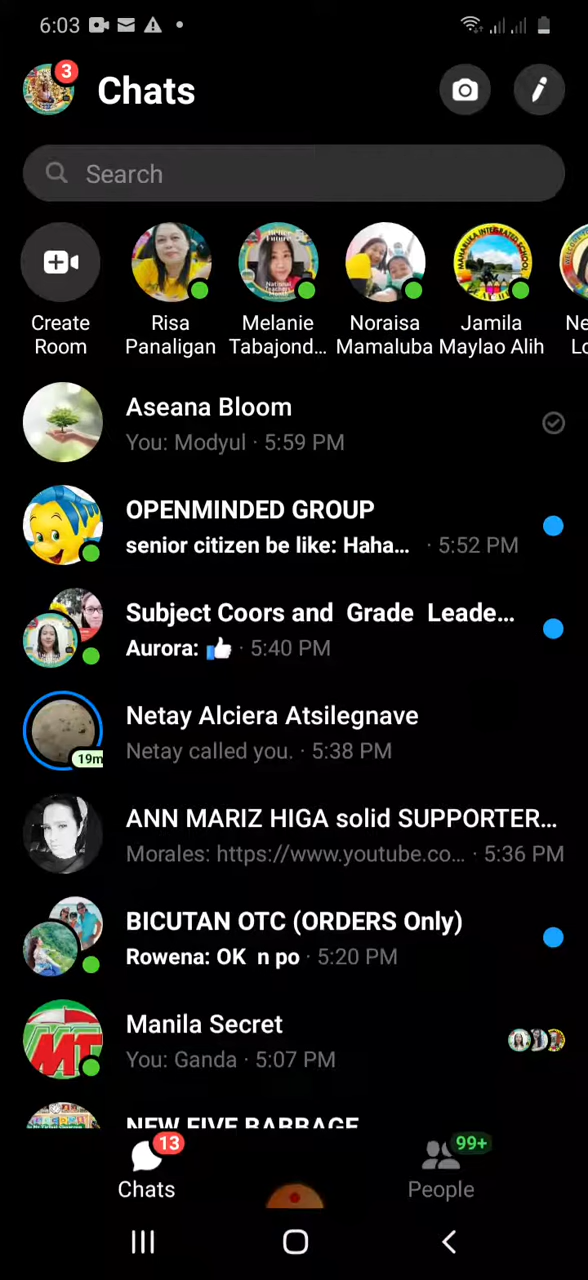 6:03
3
Chats
Search
Create Room
Risa Panaligan
Melanie Tabajond...
Noraisa Mamaluba
Jamila Maylao Alih
Aseana Bloom
You: Modyul · 5:59 PM
OPENMINDED GROUP
senior citizen be like: Haha... · 5:52 PM
Subject Coors and Grade Leade...
Aurora: 👍 · 5:40 PM
Netay Alciera Atsilegnave
Netay called you. · 5:38 PM
19m
ANN MARIZ HIGA solid SUPPORTER...
Morales: https://www.youtube.co... · 5:36 PM
BICUTAN OTC (ORDERS Only)
Rowena: OK n po · 5:20 PM
Manila Secret
You: Ganda · 5:07 PM
NEW FIVE BABBAGE
13
99+
Chats
People